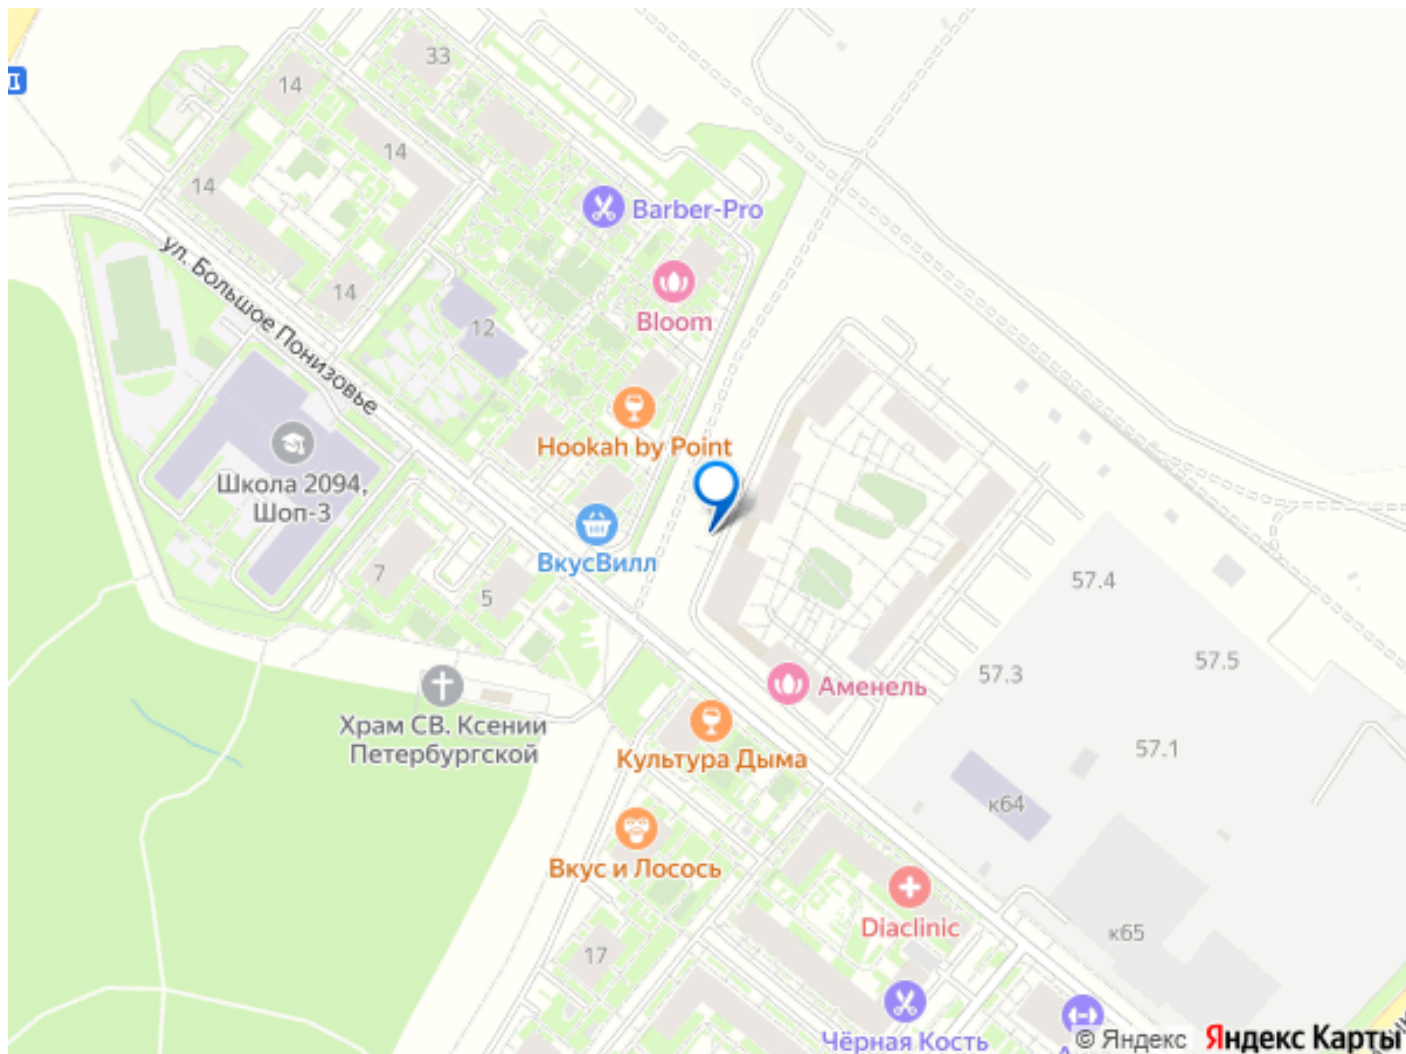 33
14
14
14
Barber-Pro
ул. Большое Понизовье
14
12
Bloom
Hookah by Point
Школа 2094,
Шоп-3
ВкусВилл
7
5
57.4
57.3
57.5
Аменель
Храм СВ. Ксении
Петербургской
Культура Дыма
57.1
к64
Вкус и Лосось
Diaclinic
к65
17
Чёрная Кость
© Яндекс
Яндекс Карты